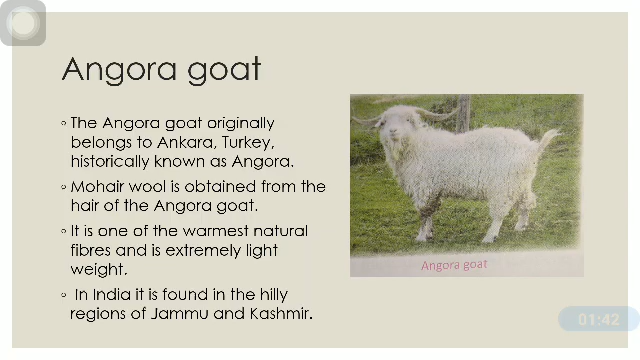 Angora goat
◦ The Angora goat originally
belongs to Ankara, Turkey,
historically known as Angora.
◦ Mohair wool is obtained from the
hair of the Angora goat.
◦ It is one of the warmest natural
fibres and is extremely light
weight.
◦ In India it is found in the hilly
regions of Jammu and Kashmir.
Angora goat
01:42